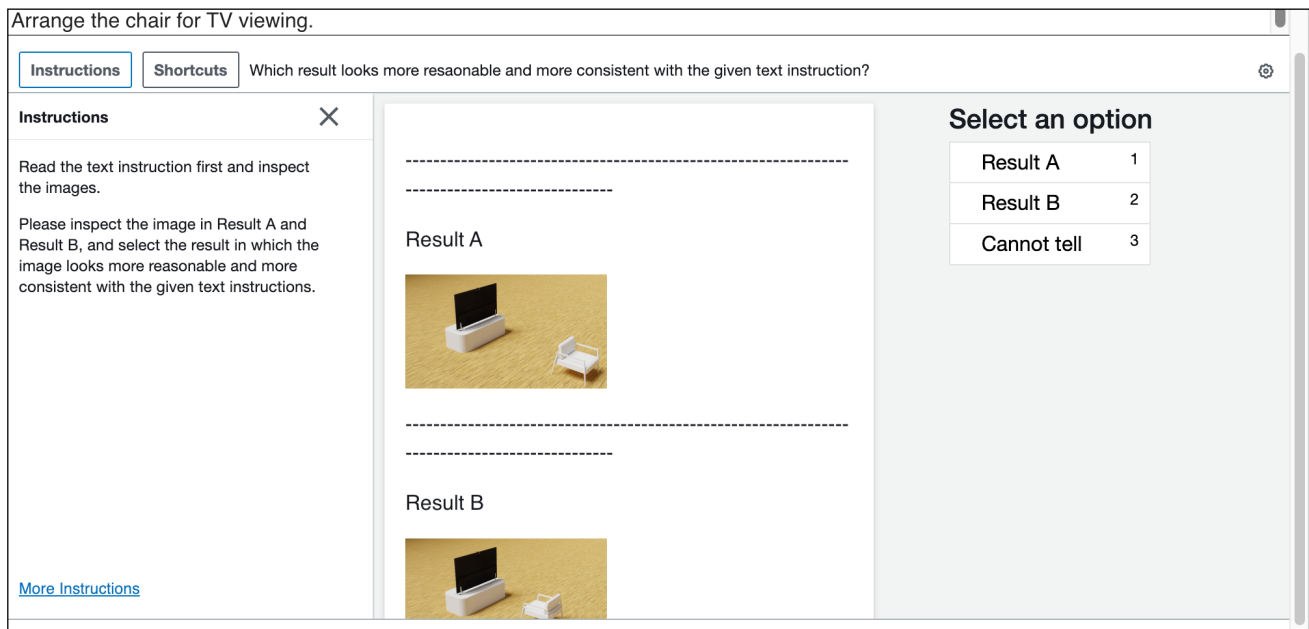 Arrange the chair for TV viewing.
Instructions
Shortcuts
Which result looks more resaonable and more consistent with the given text instruction?
Instructions
Read the text instruction first and inspect
the images.
Please inspect the image in Result A and
Result B, and select the result in which the
image looks more reasonable and more
consistent with the given text instructions.
More Instructions
----------------------------------------------------------------
------------------------------
Result A
----------------------------------------------------------------
------------------------------
Result B
Select an option
Result A 1
Result B 2
Cannot tell 3